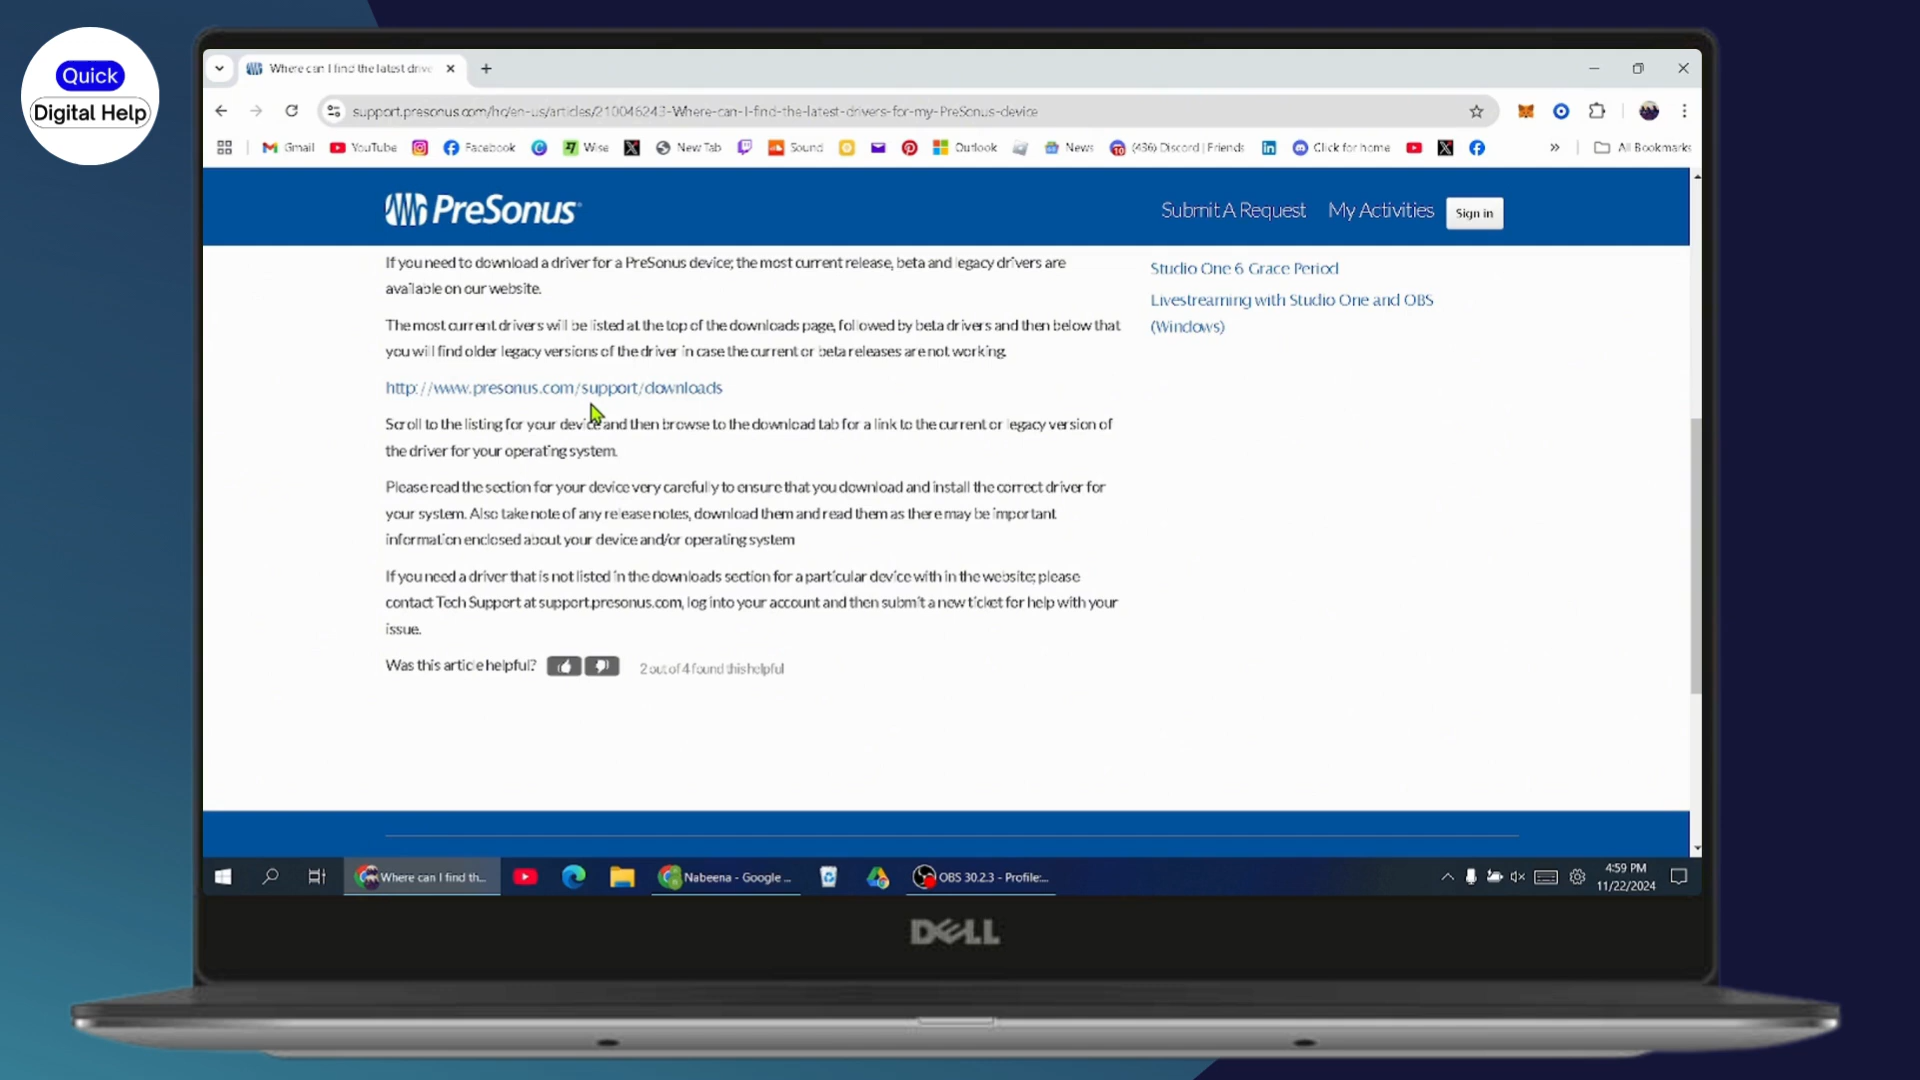 Quick
Digital Help
Where can I find the latest drive
support.presonus.com/hc/en-us/articles/210046243-Where-can-I-find-the-latest-drivers-for-my-PreSonus-device
Gmail YouTube Facebook Wise New Tab Sound Outlook News (436) Discord | Friends Click for home » All Bookmarks
PreSonus
Submit A Request My Activities Sign in
If you need to download a driver for a PreSonus device; the most current release, beta and legacy drivers are
available on our website.
The most current drivers will be listed at the top of the downloads page, followed by beta drivers and then below that
you will find older legacy versions of the driver in case the current or beta releases are not working.
http://www.presonus.com/support/downloads
Scroll to the listing for your device and then browse to the download tab for a link to the current or legacy version of
the driver for your operating system.
Please read the section for your device very carefully to ensure that you download and install the correct driver for
your system. Also take note of any release notes, download them and read them as there may be important
information enclosed about your device and/or operating system
If you need a driver that is not listed in the downloads section for a particular device with in the website; please
contact Tech Support at support.presonus.com, log into your account and then submit a new ticket for help with your
issue.
Was this article helpful? 2 out of 4 found this helpful
Studio One 6 Grace Period
Livestreaming with Studio One and OBS
(Windows)
Where can I find th... Nabeena - Google ... OBS 30.2.3 - Profile:...
4:59 PM
11/22/2024
DELL